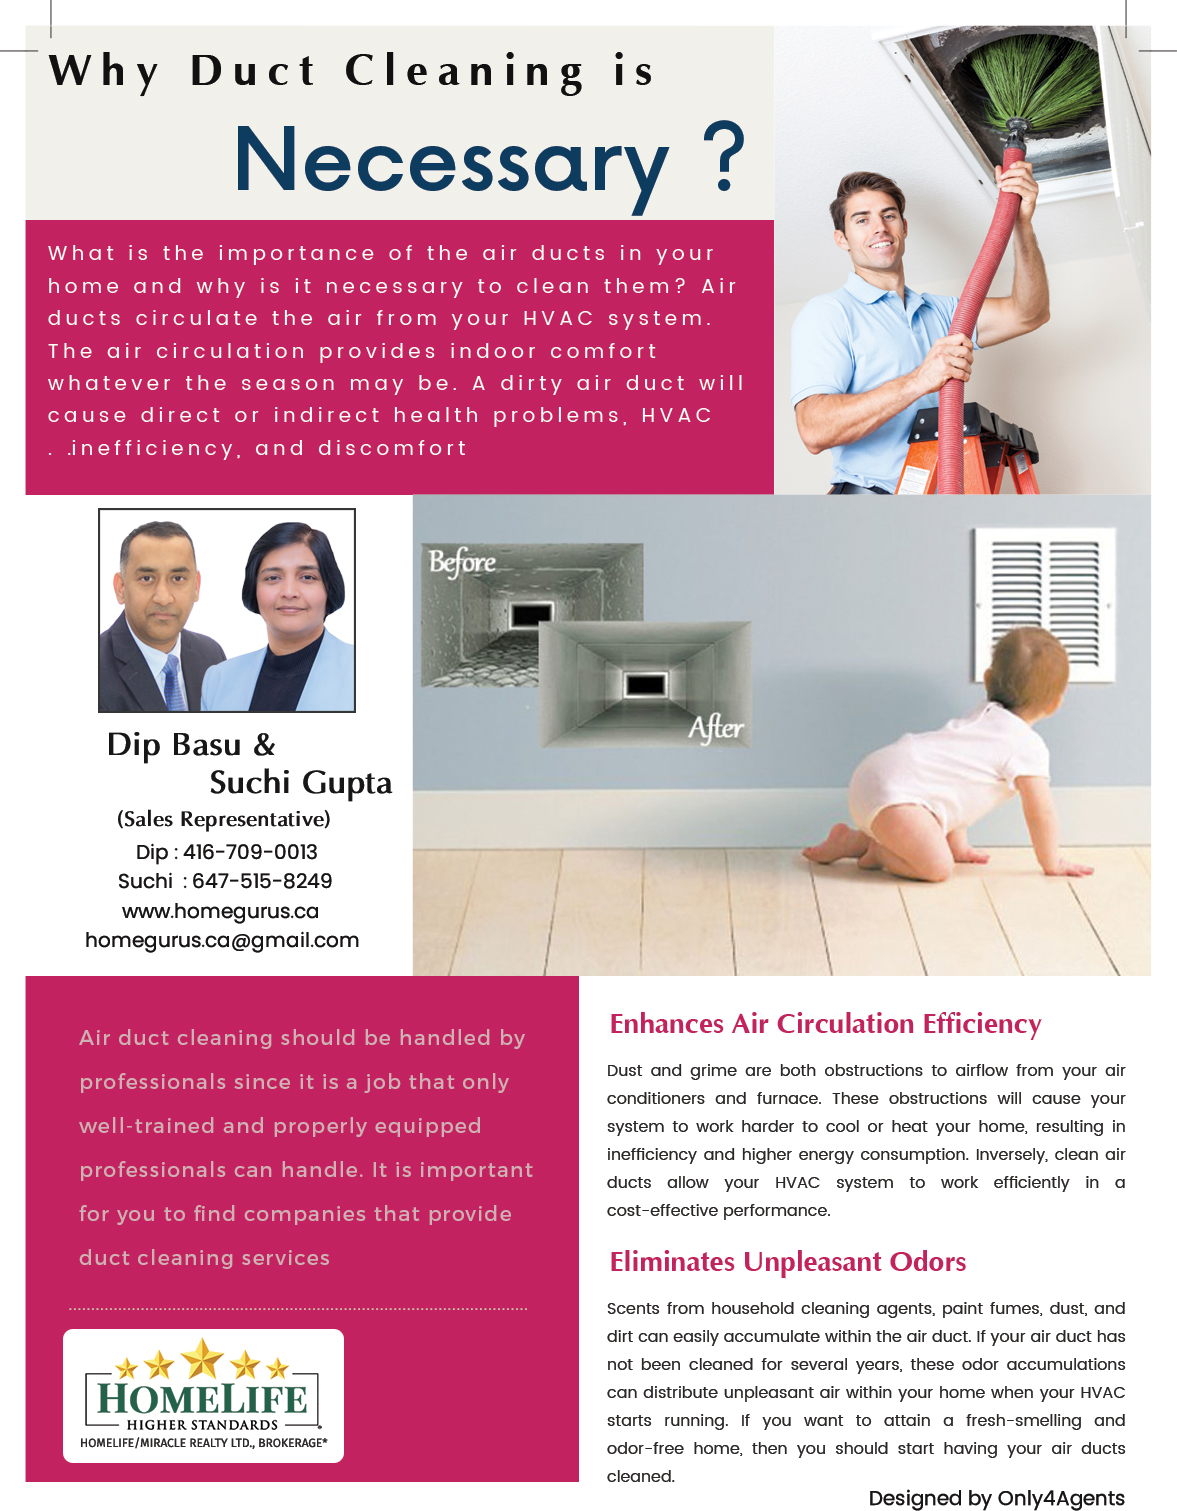 Why Duct Cleaning is
Necessary ?
What is the importance of the air ducts in your
home and why is it necessary to clean them? Air
ducts circulate the air from your HVAC system.
The air circulation provides indoor comfort
whatever the season may be. A dirty air duct will
cause direct or indirect health problems, HVAC
. .inefficiency, and discomfort
Before
After
Dip Basu &
Suchi Gupta
(Sales Representative)
Dip : 416-709-0013
Suchi : 647-515-8249
www.homegurus.ca
homegurus.ca@gmail.com
Air duct cleaning should be handled by
professionals since it is a job that only
well-trained and properly equipped
professionals can handle. It is important
for you to find companies that provide
duct cleaning services
HOMELIFE
HIGHER STANDARDS
HOMELIFE/MIRACLE REALTY LTD., BROKERAGE*
Enhances Air Circulation Efficiency
Dust and grime are both obstructions to airflow from your air
conditioners and furnace. These obstructions will cause your
system to work harder to cool or heat your home, resulting in
inefficiency and higher energy consumption. Inversely, clean air
ducts allow your HVAC system to work efficiently in a
cost-effective performance.
Eliminates Unpleasant Odors
Scents from household cleaning agents, paint fumes, dust, and
dirt can easily accumulate within the air duct. If your air duct has
not been cleaned for several years, these odor accumulations
can distribute unpleasant air within your home when your HVAC
starts running. If you want to attain a fresh-smelling and
odor-free home, then you should start having your air ducts
cleaned.
Designed by Only4Agents